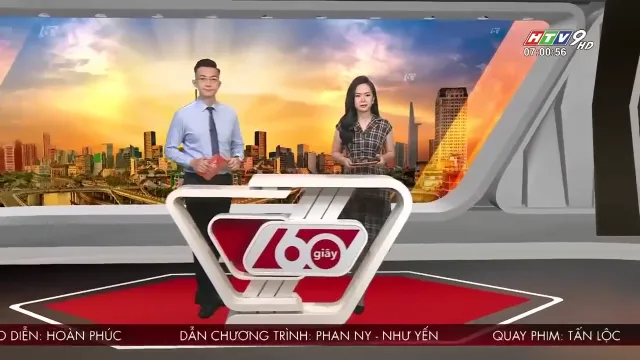 HTV9 HD
07:00:56
60
giây
O DIỄN: HOÀN PHÚC DẪN CHƯƠNG TRÌNH: PHAN NY - NHƯ YẾN QUAY PHIM: TẤN LỘC